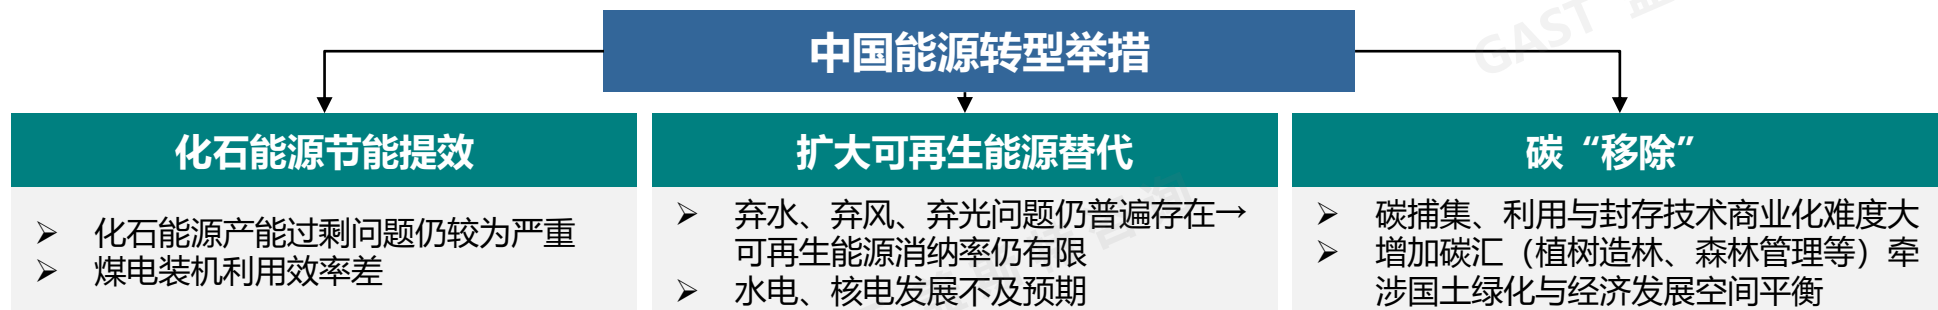 中国能源转型举措
化石能源节能提效
➢ 化石能源产能过剩问题仍较为严重
➢ 煤电装机利用效率差
扩大可再生能源替代
➢ 弃水、弃风、弃光问题仍普遍存在→
可再生能源消纳率仍有限
➢ 水电、核电发展不及预期
碳“移除”
➢ 碳捕集、利用与封存技术商业化难度大
➢ 增加碳汇（植树造林、森林管理等）牵
涉国土绿化与经济发展空间平衡
GAST